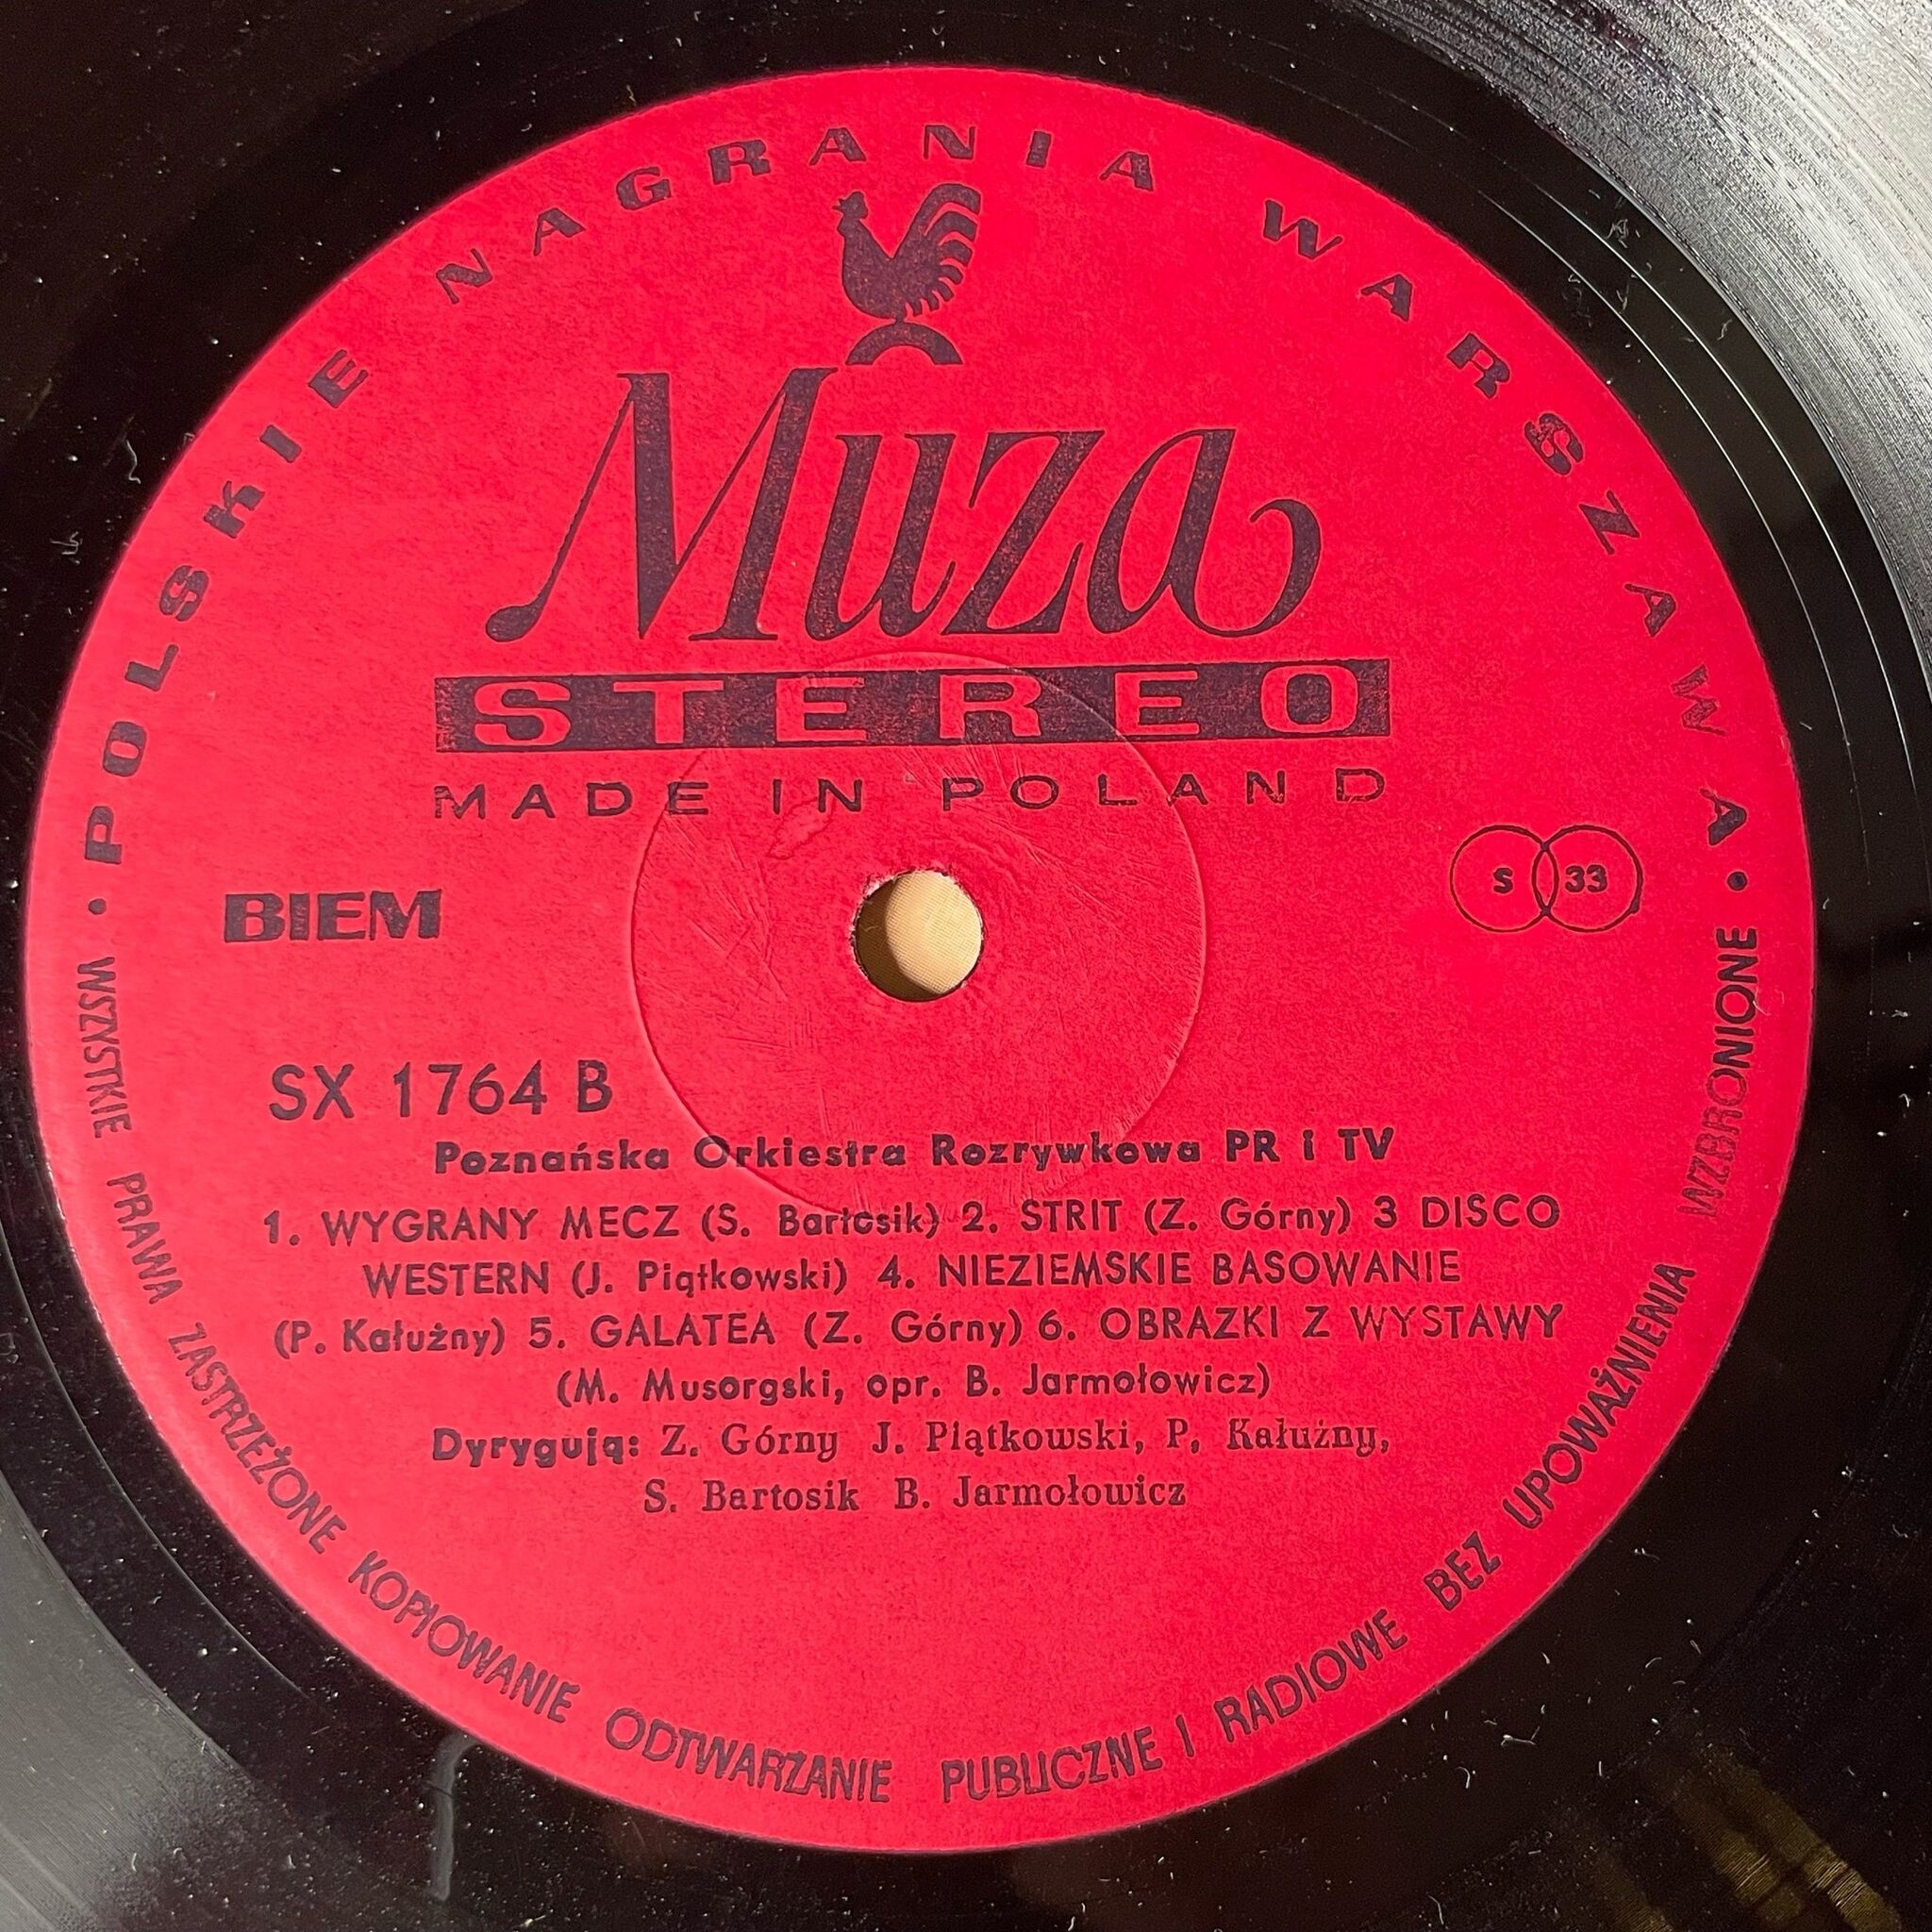 • POLSKIE NAGRANIA WARSZAWA •
Muza
STEREO
MADE IN POLAND
BIEM
S 33
SX 1764 B
Poznańska Orkiestra Rozrywkowa PR i TV
1. WYGRANY MECZ (S. Bartosik) 2. STRIT (Z. Górny) 3 DISCO
WESTERN (J. Piątkowski) 4. NIEZIEMSKIE BASOWANIE
(P. Kałużny) 5. GALATEA (Z. Górny) 6. OBRAZKI Z WYSTAWY
(M. Musorgski, opr. B. Jarmołowicz)
Dyrygują: Z. Górny J. Piątkowski, P. Kałużny,
S. Bartosik B. Jarmołowicz
WSZYSTKIE PRAWA ZASTRZEŻONE KOPIOWANIE ODTWARZANIE PUBLICZNE I RADIOWE BEZ UPOWAŻNIENIA WZBRONIONE